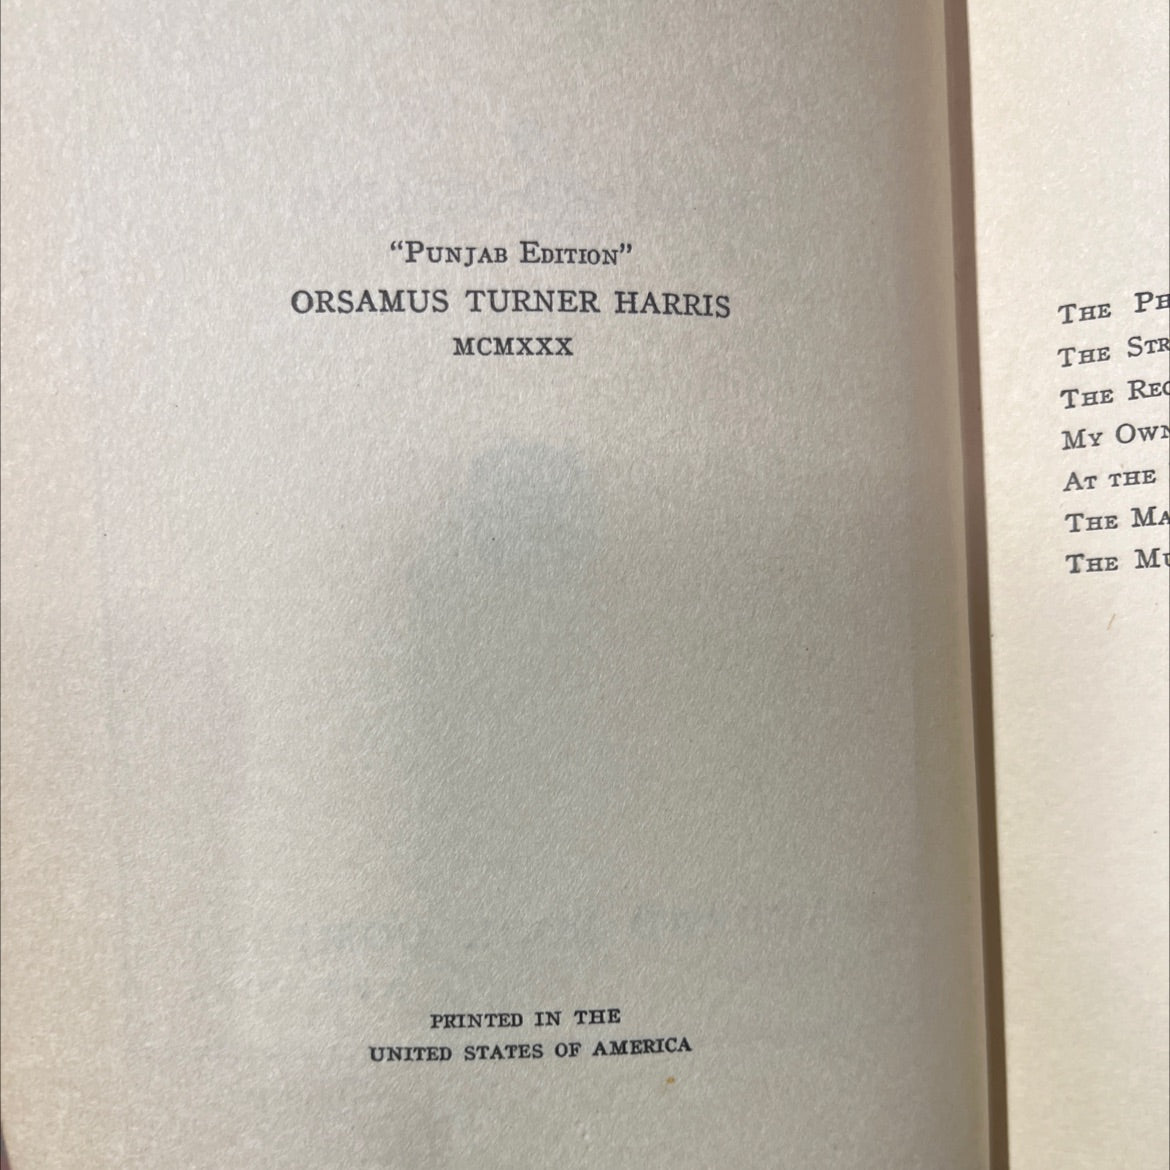 “Punjab Edition”
ORSAMUS TURNER HARRIS
MCMXXX
PRINTED IN THE
UNITED STATES OF AMERICA
The
The
The
My Own
At the
The
The